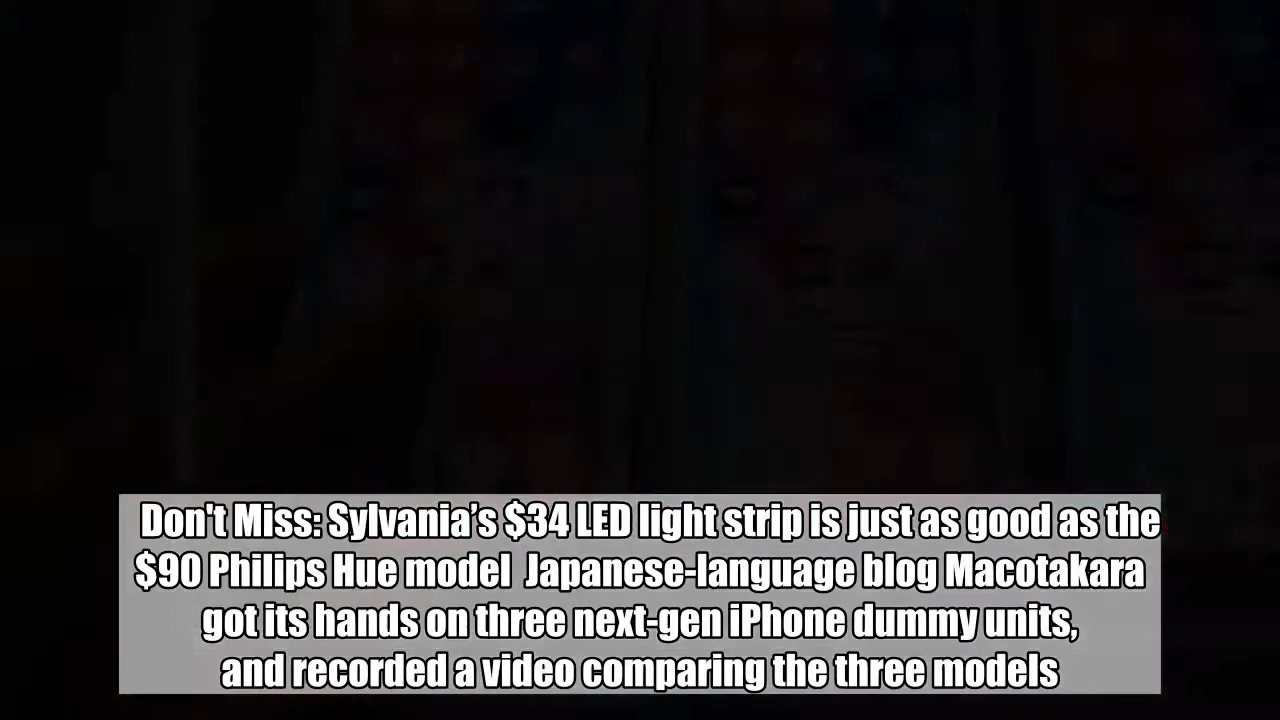 Don't Miss: Sylvania’s $34 LED light strip is just as good as the
$90 Philips Hue model  Japanese-language blog Macotakara
got its hands on three next-gen iPhone dummy units,
and recorded a video comparing the three models